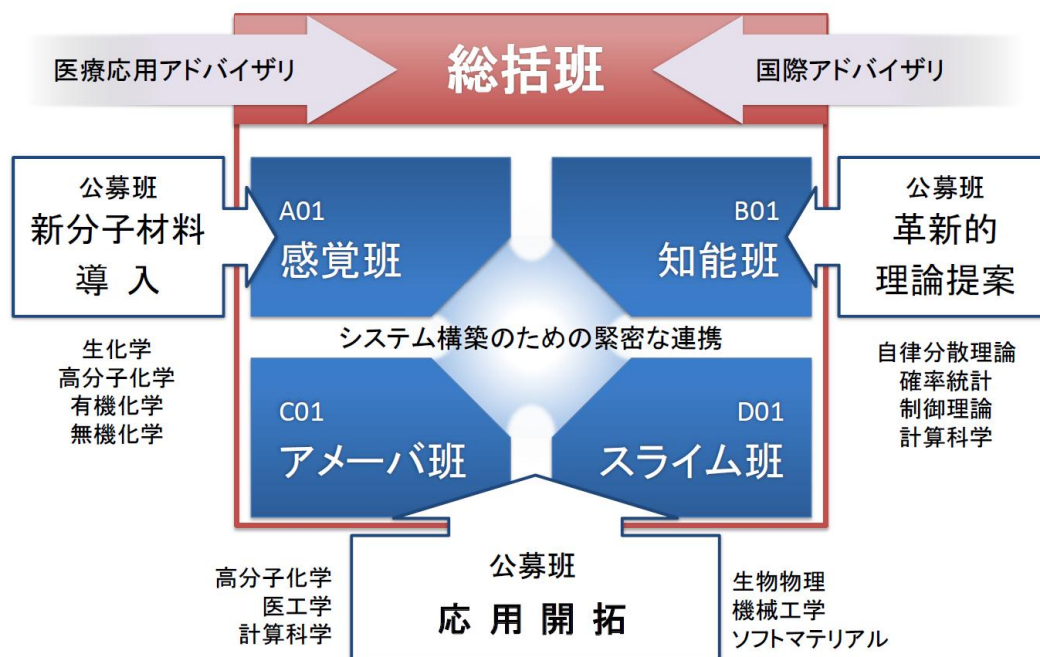 医療応用アドバイザリ
総括班
国際アドバイザリ
公募班
新分子材料
導 入
生化学
高分子化学
有機化学
無機化学
A01
感覚班
B01
知能班
公募班
革新的
理論提案
自律分散理論
確率統計
制御理論
計算科学
システム構築のための緊密な連携
C01
アメーバ班
D01
スライム班
高分子化学
医工学
計算科学
公募班
応 用 開 拓
生物物理
機械工学
ソフトマテリアル